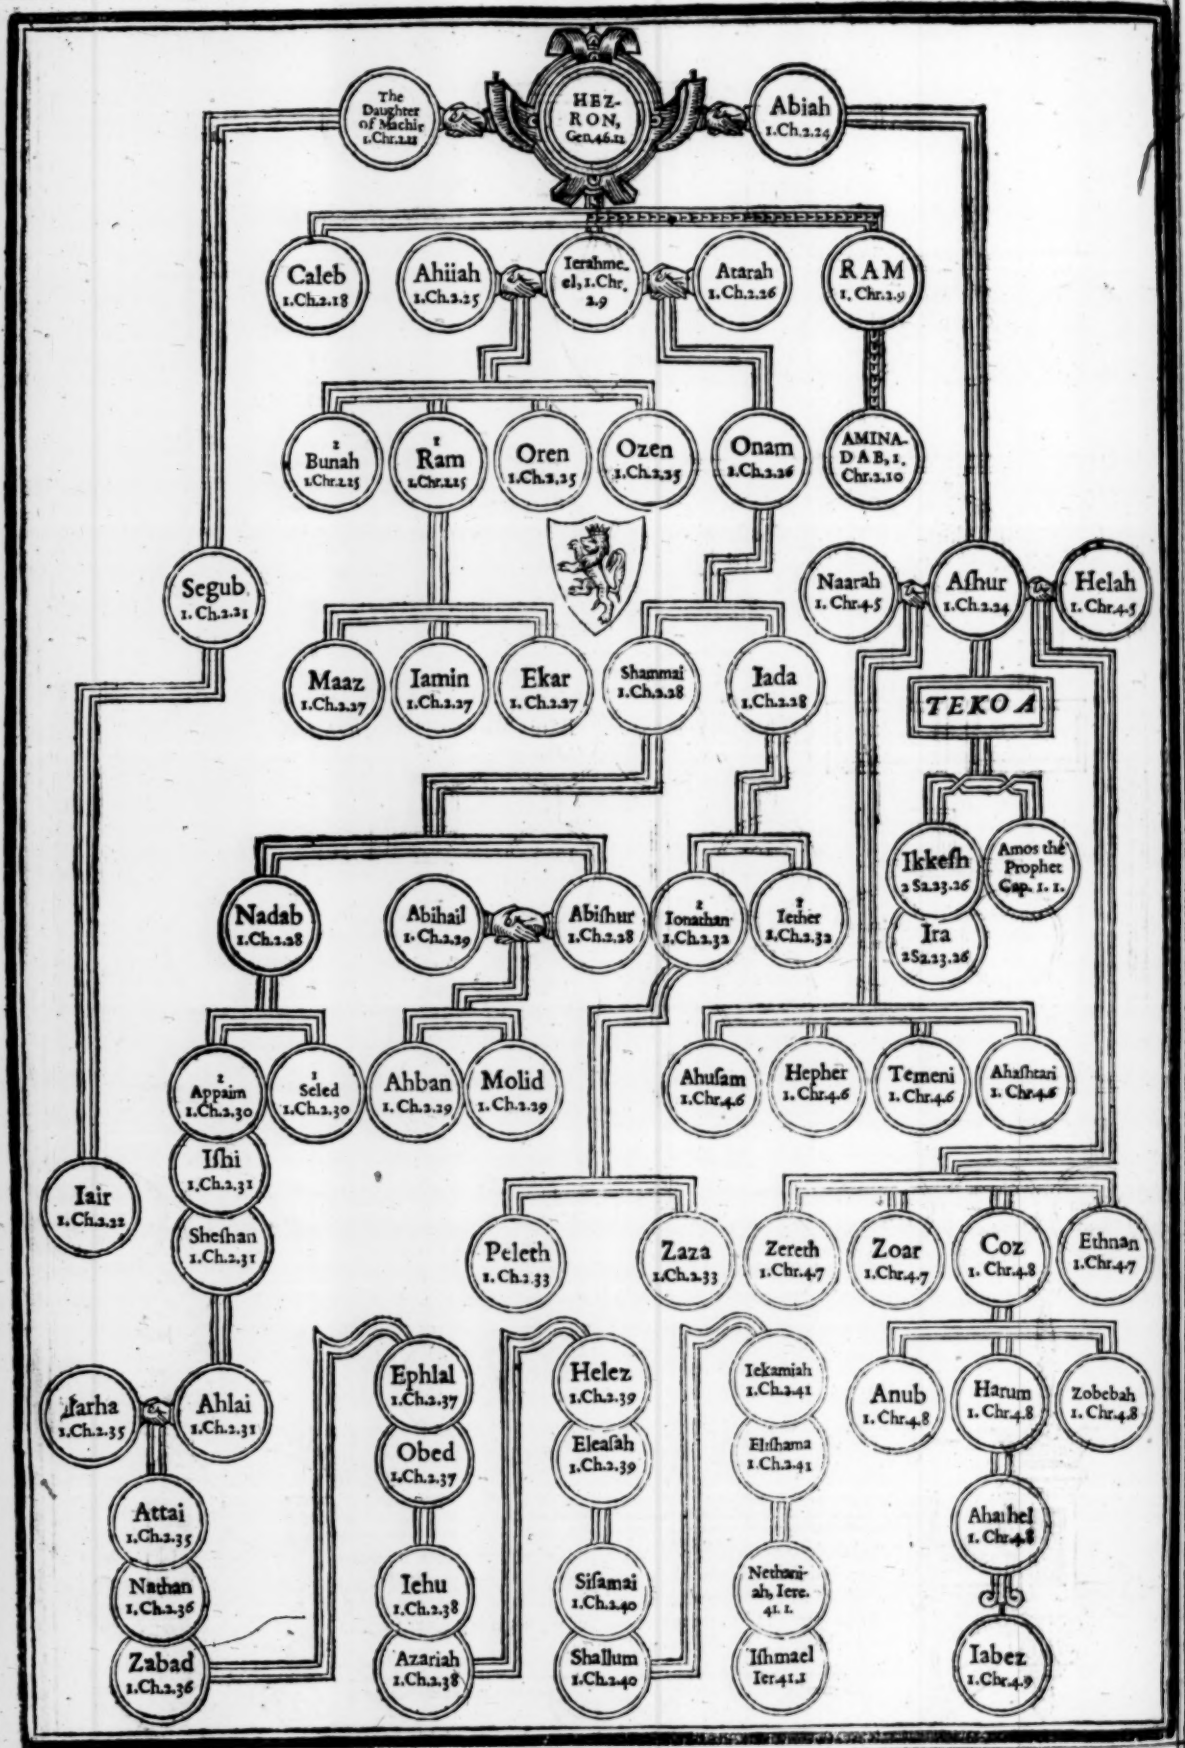 The
Daughter
of Machir
1.Chr.2.21
HEZ-
RON,
Gen.46.12
Abiah
1.Ch.2.24
Caleb
1.Ch.2.18
Ahiiah
1.Ch.2.25
Ierahme-
el, 1.Chr.
2.9
Atarah
1.Ch.2.26
RAM
1. Chr.2.9
2
Bunah
1.Chr.2.25
1
Ram
1.Chr.2.25
Oren
1.Ch.2.25
Ozen
1.Ch.2.25
Onam
1.Ch.2.26
AMINA-
DAB, 1.
Chr.2.10
Segub
1. Ch.2.21
Naarah
1. Chr.4.5
Aſhur
1.Ch.2.24
Helah
1. Chr.4.5
Maaz
1.Ch.2.27
Iamin
1.Ch.2.27
Ekar
1. Ch.2.27
Shammai
1.Ch.2.28
Iada
1.Ch.2.28
TEKOA
Ikkeſh
2 Sa.23.26
Amos the
Prophet
Cap. 1. 1.
Ira
2 Sa.23.26
Nadab
1.Ch.2.28
Abihail
1.Ch.2.29
Abiſhur
1.Ch.2.28
2
Ionathan
1.Ch.2.32
Iether
1.Ch.2.32
2
Appaim
1.Ch.2.30
1
Seled
1.Ch.2.30
Ahban
1. Ch.2.29
Molid
1. Ch.2.29
Ahuſam
1.Chr.4.6
Hepher
1. Chr.4.6
Temeni
1. Chr.4.6
Ahaſhtari
1. Chr.4.6
Iſhi
1.Ch.2.31
Iair
1. Ch.2.22
Sheſhan
1.Ch.2.31
Peleth
1. Ch.2.33
Zaza
1.Ch.2.33
Zereth
1. Chr.4.7
Zoar
1.Chr.4.7
Coz
1. Chr.4.8
Ethnan
1.Chr.4.7
Iarha
1.Ch.2.35
Ahlai
1.Ch.2.31
Ephlal
1.Ch.2.37
Helez
1.Ch.2.39
Iekamiah
1.Ch.2.41
Anub
1. Chr.4.8
Harum
1. Chr.4.8
Zobebah
1. Chr.4.8
Obed
1.Ch.2.37
Eleaſah
1.Ch.2.39
Eliſhama
1.Ch.2.41
Attai
1.Ch.2.35
Aharhel
1. Chr.4.8
Nathan
1.Ch.2.36
Iehu
1.Ch.2.38
Siſamai
1.Ch.2.40
Nethani-
ah, Iere.
41. 1.
Zabad
1.Ch.2.36
Azariah
1.Ch.2.38
Shallum
1.Ch.2.40
Iſhmael
Ier.41.1
Iabez
1.Chr.4.9